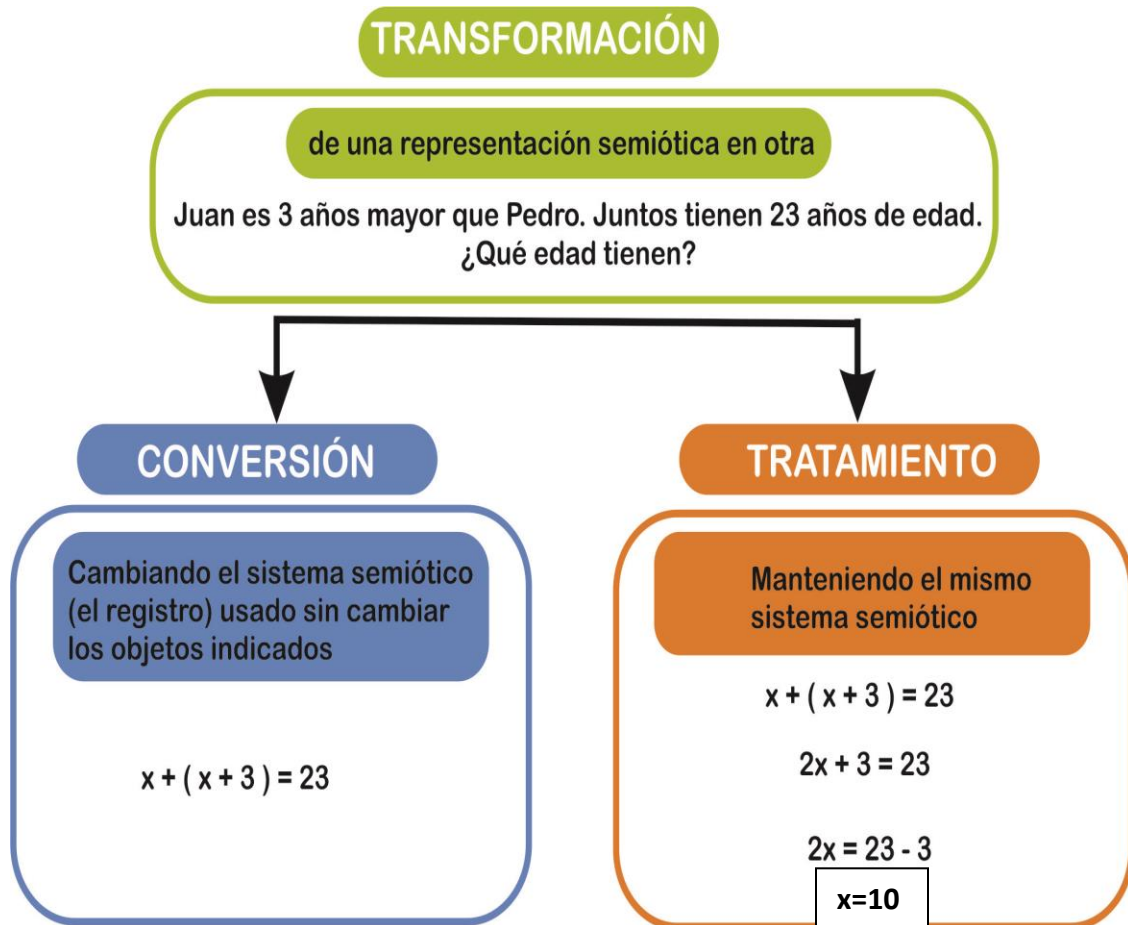 TRANSFORMACIÓN
de una representación semiótica en otra
Juan es 3 años mayor que Pedro. Juntos tienen 23 años de edad.
¿Qué edad tienen?
CONVERSIÓN
Cambiando el sistema semiótico
(el registro) usado sin cambiar
los objetos indicados
x + ( x + 3 ) = 23
TRATAMIENTO
Manteniendo el mismo
sistema semiótico
x + ( x + 3 ) = 23
2x + 3 = 23
2x = 23 - 3
x=10